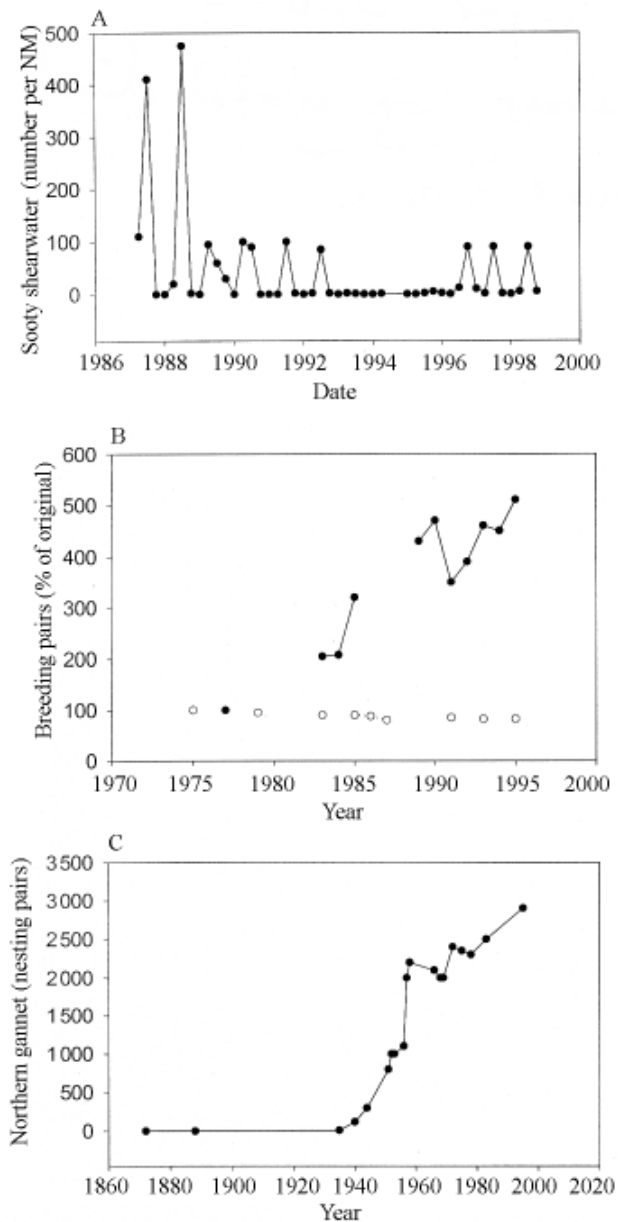 A
Sooty shearwater (number per NM)
500
400
300
200
100
0
1986 1988 1990 1992 1994 1996 1998 2000
Date
B
Breeding pairs (% of original)
600
500
400
300
200
100
0
1970 1975 1980 1985 1990 1995 2000
Year
C
Northern gannet (nesting pairs)
3500
3000
2500
2000
1500
1000
500
0
1860 1880 1900 1920 1940 1960 1980 2000 2020
Year